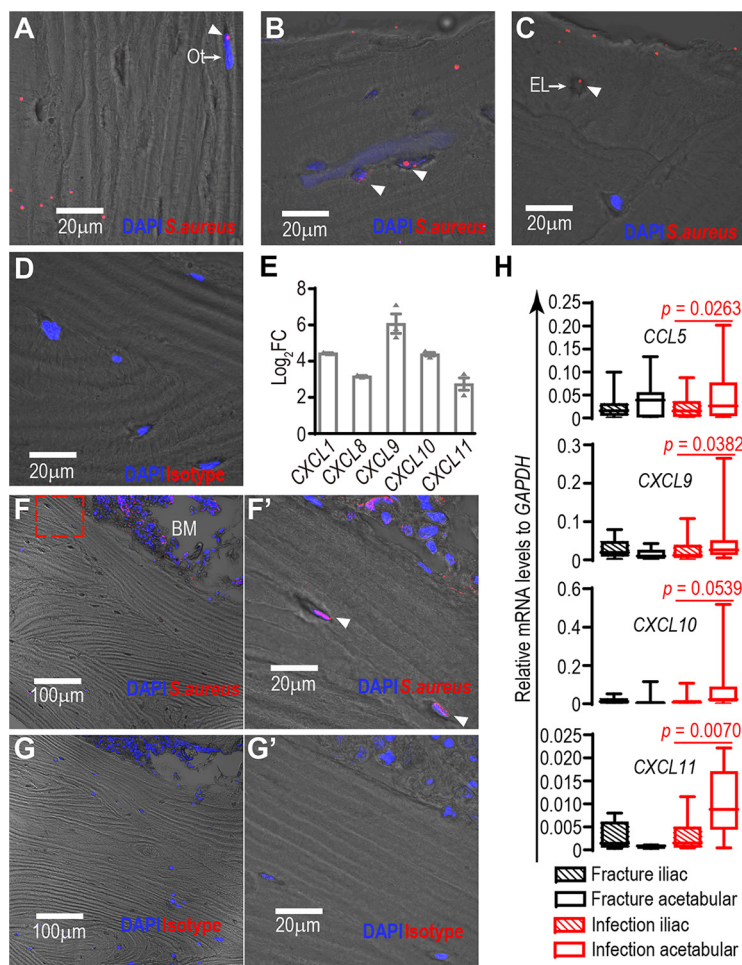 A
Ot
20µm
DAPI S.aureus
B
20µm
DAPI S.aureus
C
EL
20µm
DAPI S.aureus
D
20µm
DAPI Isotype
E
Log2FC
8
6
4
2
0
CXCL1
CXCL8
CXCL9
CXCL10
CXCL11
F
BM
100µm
DAPI S.aureus
F'
20µm
DAPI S.aureus
G
100µm
DAPI Isotype
G'
20µm
DAPI Isotype
H
Relative mRNA levels to GAPDH
0.25
0.20
0.15
0.10
0.05
0
p = 0.0263
CCL5
0.3
0.2
0.1
0
p = 0.0382
CXCL9
0.6
0.4
0.2
0
p = 0.0539
CXCL10
0.025
0.020
0.015
0.010
0.005
0
p = 0.0070
CXCL11
Fracture iliac
Fracture acetabular
Infection iliac
Infection acetabular